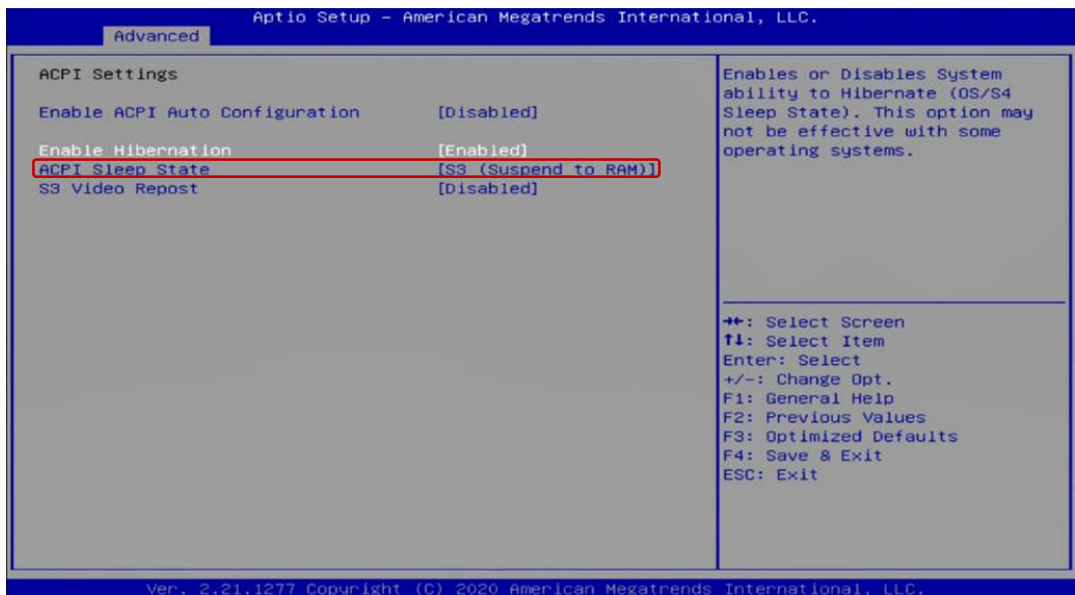 Aptio Setup – American Megatrends International, LLC.
Advanced
ACPI Settings
Enable ACPI Auto Configuration [Disabled]
Enable Hibernation [Enabled]
ACPI Sleep State [S3 (Suspend to RAM)]
S3 Video Repost [Disabled]
Enables or Disables System
ability to Hibernate (OS/S4
Sleep State). This option may
not be effective with some
operating systems.
→←: Select Screen
↑↓: Select Item
Enter: Select
+/-: Change Opt.
F1: General Help
F2: Previous Values
F3: Optimized Defaults
F4: Save & Exit
ESC: Exit
Ver. 2.21.1277 Copyright (C) 2020 American Megatrends International, LLC.